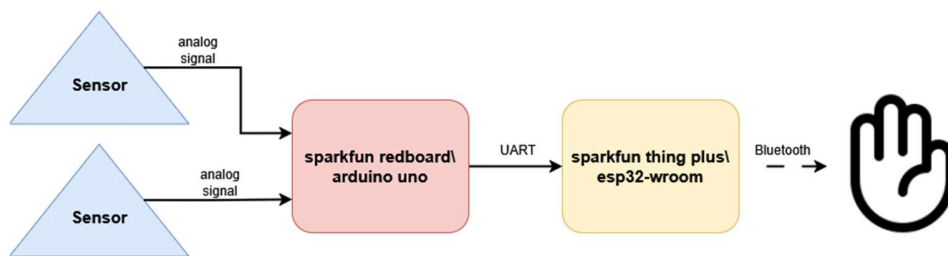 analog
signal
Sensor
sparkfun redboard\
arduino uno
UART
sparkfun thing plus\
esp32-wroom
Bluetooth
analog
signal
Sensor